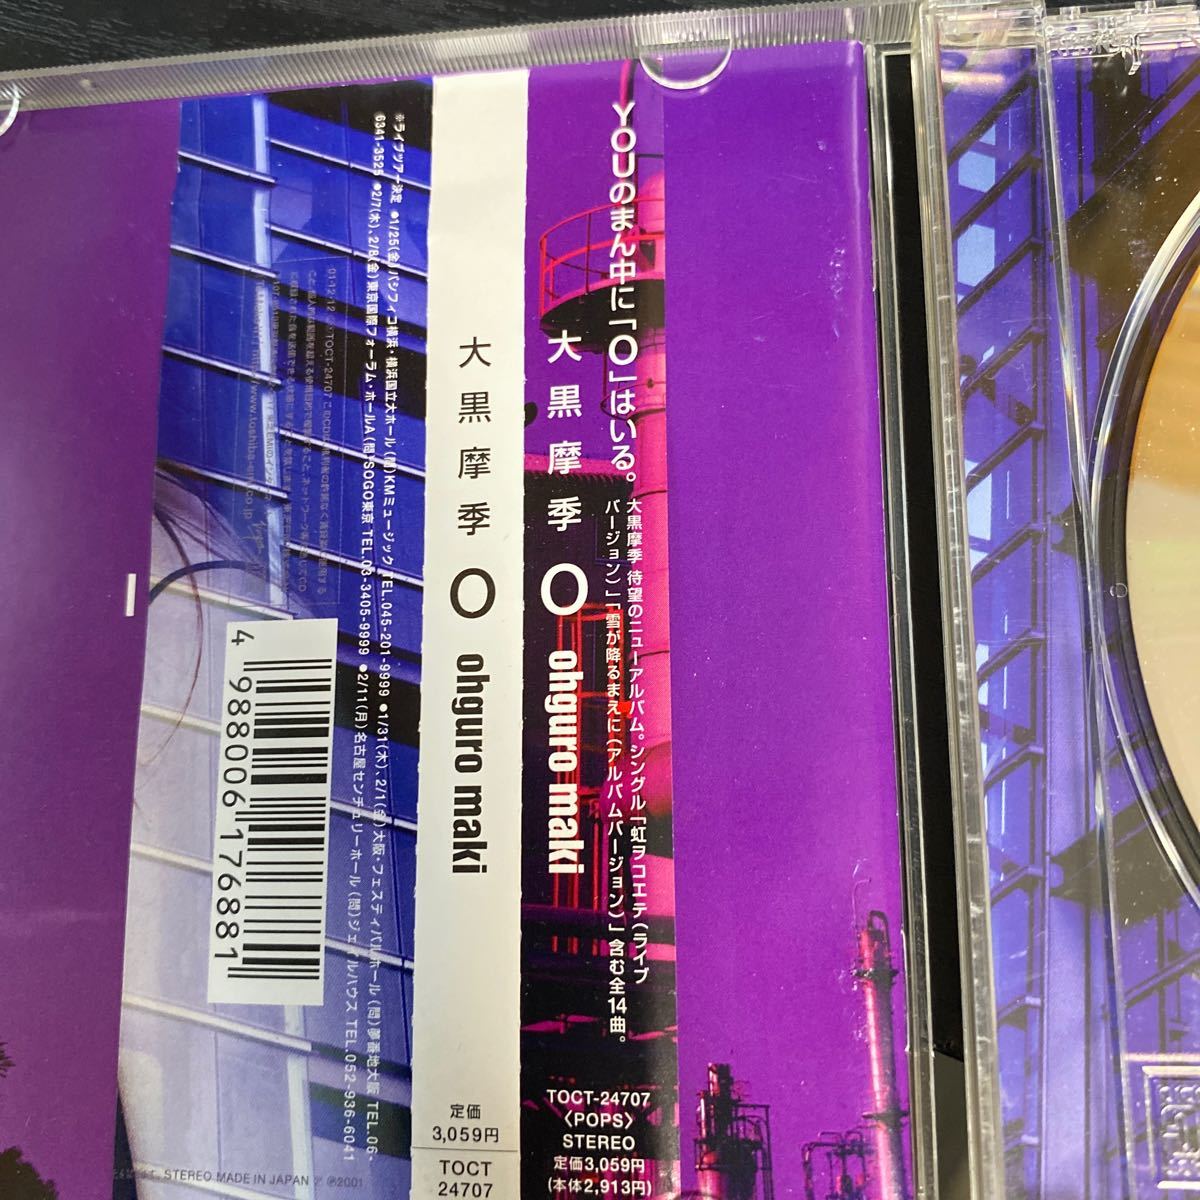 YOUのまん中に「O」はいる。
大黒摩季 待望のニューアルバム。シングル「虹ヲコエテ(ライブ
バージョン)」「雪が降るまえに(アルバムバージョン)」含む全14曲。
大黒摩季 O ohguro maki
TOCT-24707
〈POPS〉
STEREO
定価3,059円
(本体2,913円)
大黒摩季 O ohguro maki
定価
3,059円
TOCT
24707
※ライブツアー決定 ●1/25(金)パシフィコ横浜・横浜国立大ホール(問)KMミュージック TEL.045-201-9999 ●1/31(木)、2/1(金)大阪・フェスティバルホール(問)夢番地大阪 TEL.06-
6341-3525 ●2/7(木)、2/8(金)東京国際フォーラム・ホールA(問)SOGO東京 TEL.03-3405-9999 ●2/11(月)名古屋センチュリーホール(問)ジェイルハウス TEL.052-936-6041
01·12·12
TOCT-24707
www.toshiba-emi.co.jp
4 988006 176881
STEREO MADE IN JAPAN ℗2001